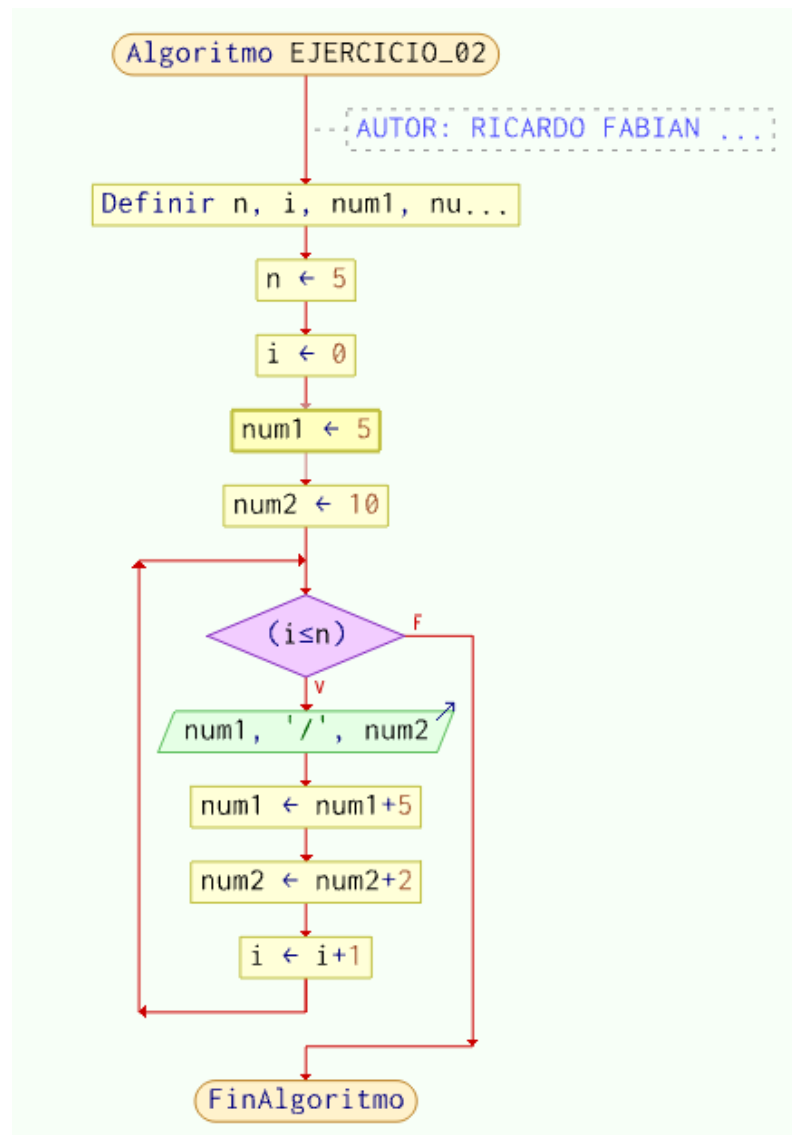 Algoritmo EJERCICIO_02
AUTOR: RICARDO FABIAN ...
Definir n, i, num1, nu...
n ← 5
i ← 0
num1 ← 5
num2 ← 10
(i≤n)
F
V
num1, '/', num2
num1 ← num1+5
num2 ← num2+2
i ← i+1
FinAlgoritmo